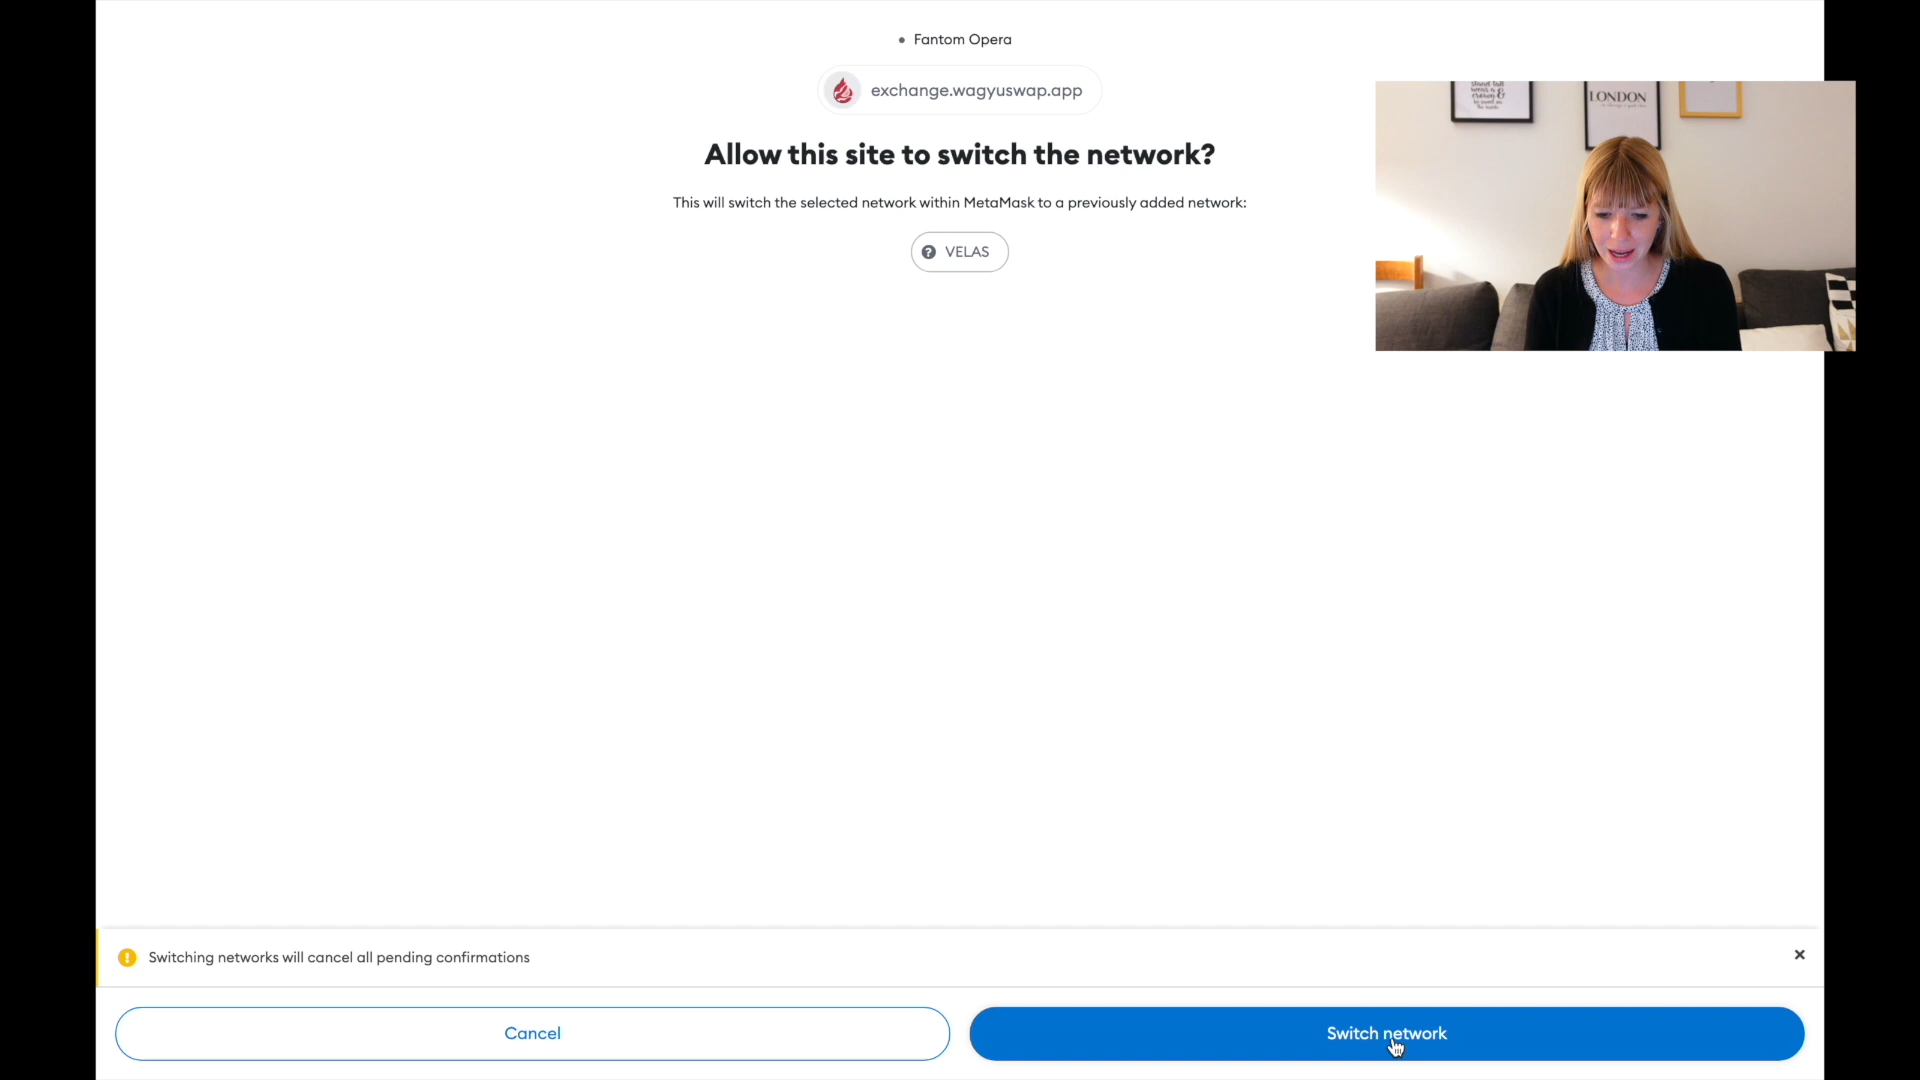 Fantom Opera
exchange.wagyuswap.app
Allow this site to switch the network?
This will switch the selected network within MetaMask to a previously added network:
VELAS
LONDON
Switching networks will cancel all pending confirmations
Cancel
Switch network